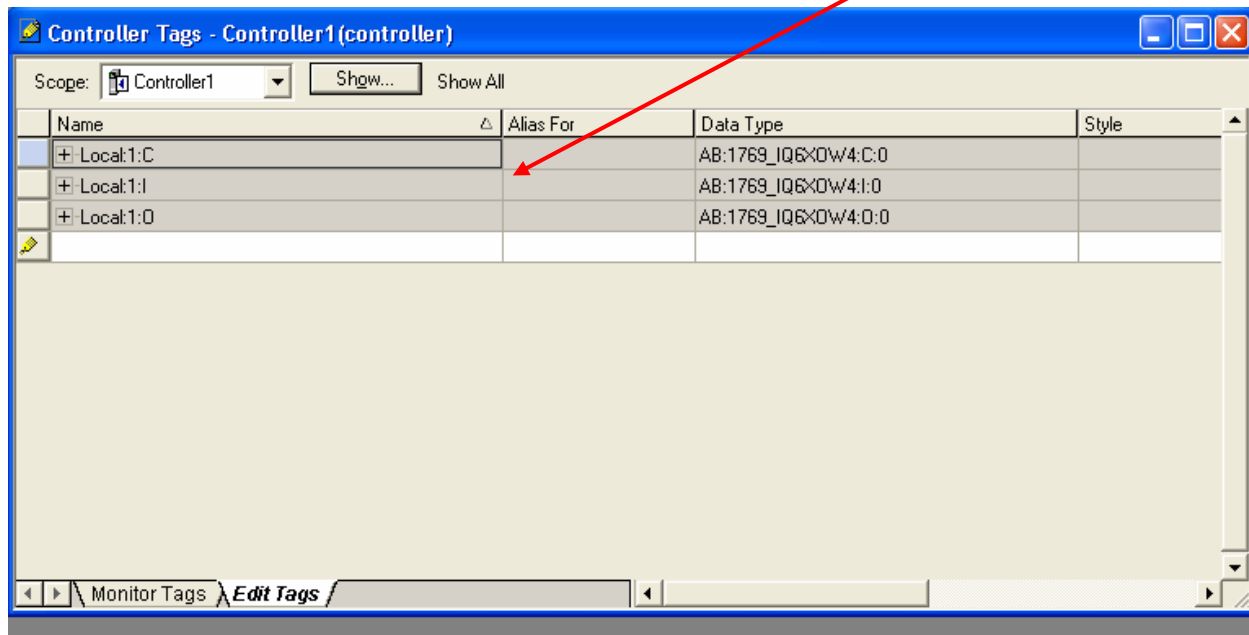 Controller Tags - Controller1(controller)
Scope: Controller1 Show... Show All
Name Alias For Data Type Style
Local:1:C AB:1769_IQ6XOW4:C:0
Local:1:I AB:1769_IQ6XOW4:I:0
Local:1:O AB:1769_IQ6XOW4:O:0
Monitor Tags Edit Tags